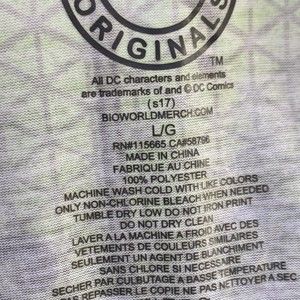 ORIGINALS
TM
All DC characters and elements
are trademarks of and © DC Comics
(s17)
BIOWORLDMERCH.COM
L/G
RN#115665 CA#58796
MADE IN CHINA
FABRIQUE AU CHINE
100% POLYESTER
MACHINE WASH COLD WITH LIKE COLORS
ONLY NON-CHLORINE BLEACH WHEN NEEDED
TUMBLE DRY LOW DO NOT IRON PRINT
DO NOT DRY CLEAN
LAVER A LA MACHINE A FROID AVEC DES
VETEMENTS DE COULEURS SIMILAIRES
SEULEMENT UN AGENT DE BLANCHIMENT
SANS CHLORE SI NECESSAIRE
SECHER PAR CULBUTAGE A BASSE TEMPERATURE
PAS REPASSER LE COPIE NE PAS NETTOYER A SEC